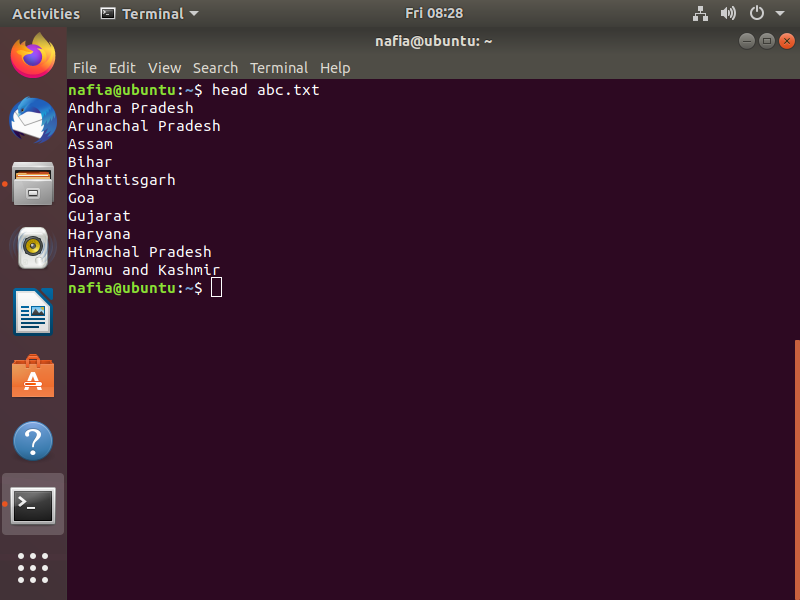 Activities Terminal Fri 08:28
nafia@ubuntu: ~
File Edit View Search Terminal Help
nafia@ubuntu:~$ head abc.txt
Andhra Pradesh
Arunachal Pradesh
Assam
Bihar
Chhattisgarh
Goa
Gujarat
Haryana
Himachal Pradesh
Jammu and Kashmir
nafia@ubuntu:~$